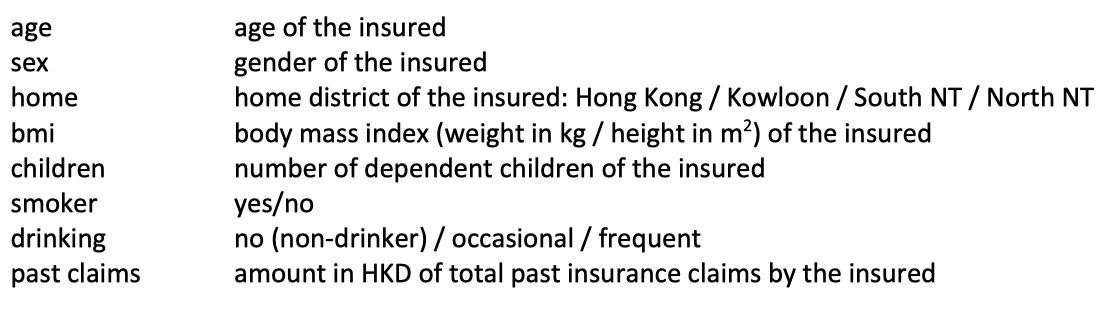 age age of the insured
sex gender of the insured
home home district of the insured: Hong Kong / Kowloon / South NT / North NT
bmi body mass index (weight in kg / height in m²) of the insured
children number of dependent children of the insured
smoker yes/no
drinking no (non-drinker) / occasional / frequent
past claims amount in HKD of total past insurance claims by the insured